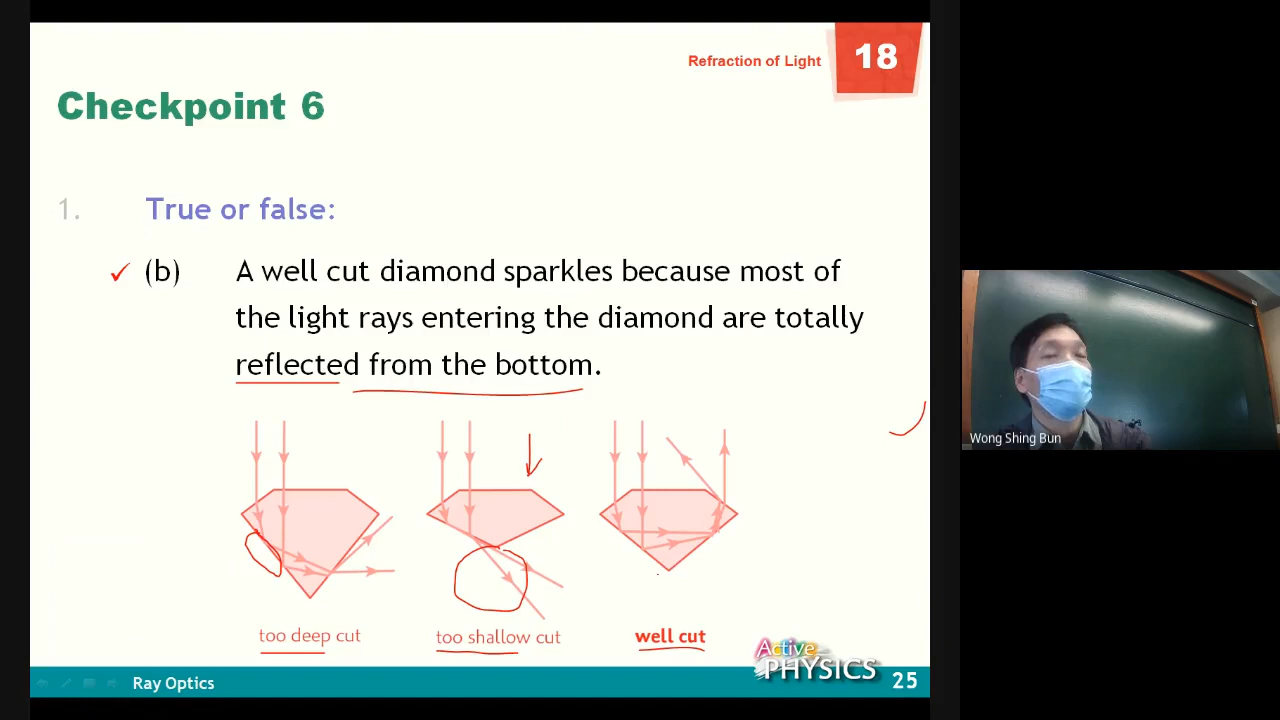 Refraction of Light
18
Checkpoint 6
1. True or false:
✓ (b) A well cut diamond sparkles because most of
the light rays entering the diamond are totally
reflected from the bottom.
too deep cut
too shallow cut
well cut
Active
PHYSICS
Ray Optics
25
Wong Shing Bun